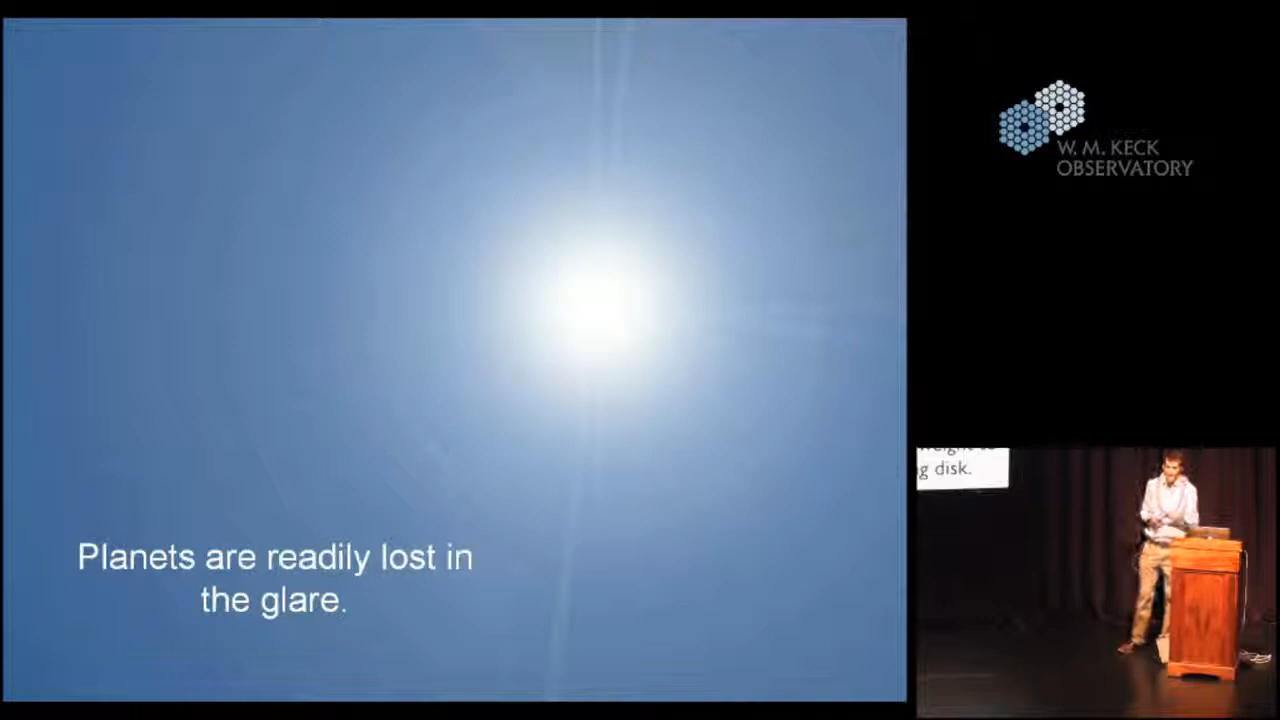 Planets are readily lost in
the glare.
W. M. KECK
OBSERVATORY
disk.